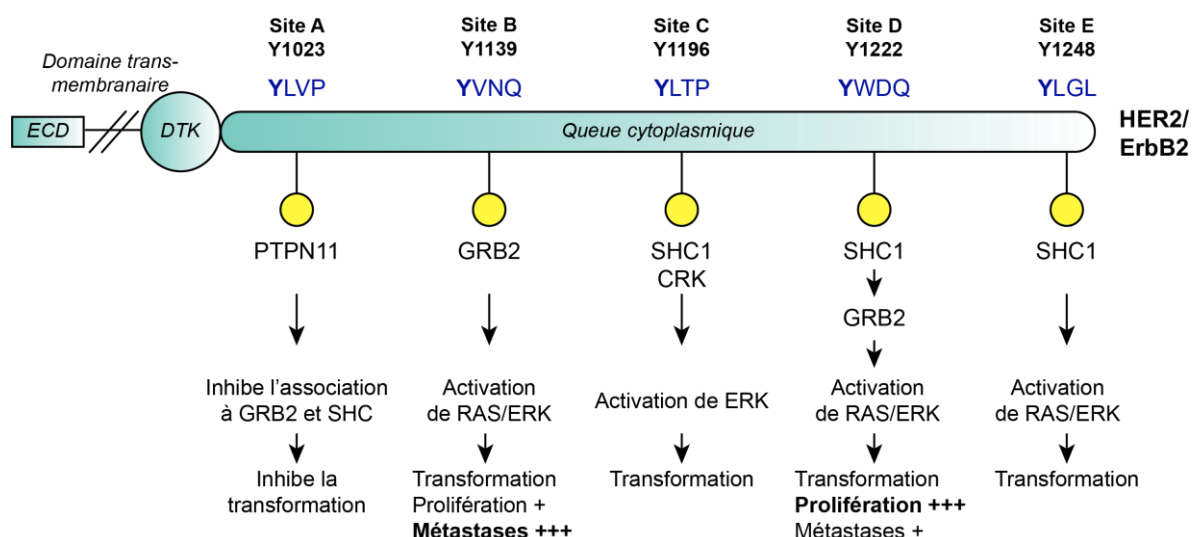 Site A
Y1023
YLVP
Site B
Y1139
YVNQ
Site C
Y1196
YLTP
Site D
Y1222
YWDQ
Site E
Y1248
YLGL
Domaine trans-
membranaire
ECD
DTK
Queue cytoplasmique
HER2/
ErbB2
PTPN11
Inhibe l'association
à GRB2 et SHC
Inhibe la
transformation
GRB2
Activation
de RAS/ERK
Transformation
Prolifération +
Métastases +++
SHC1
CRK
Activation de ERK
Transformation
SHC1
GRB2
Activation
de RAS/ERK
Transformation
Prolifération +++
Métastases +
SHC1
Activation
de RAS/ERK
Transformation